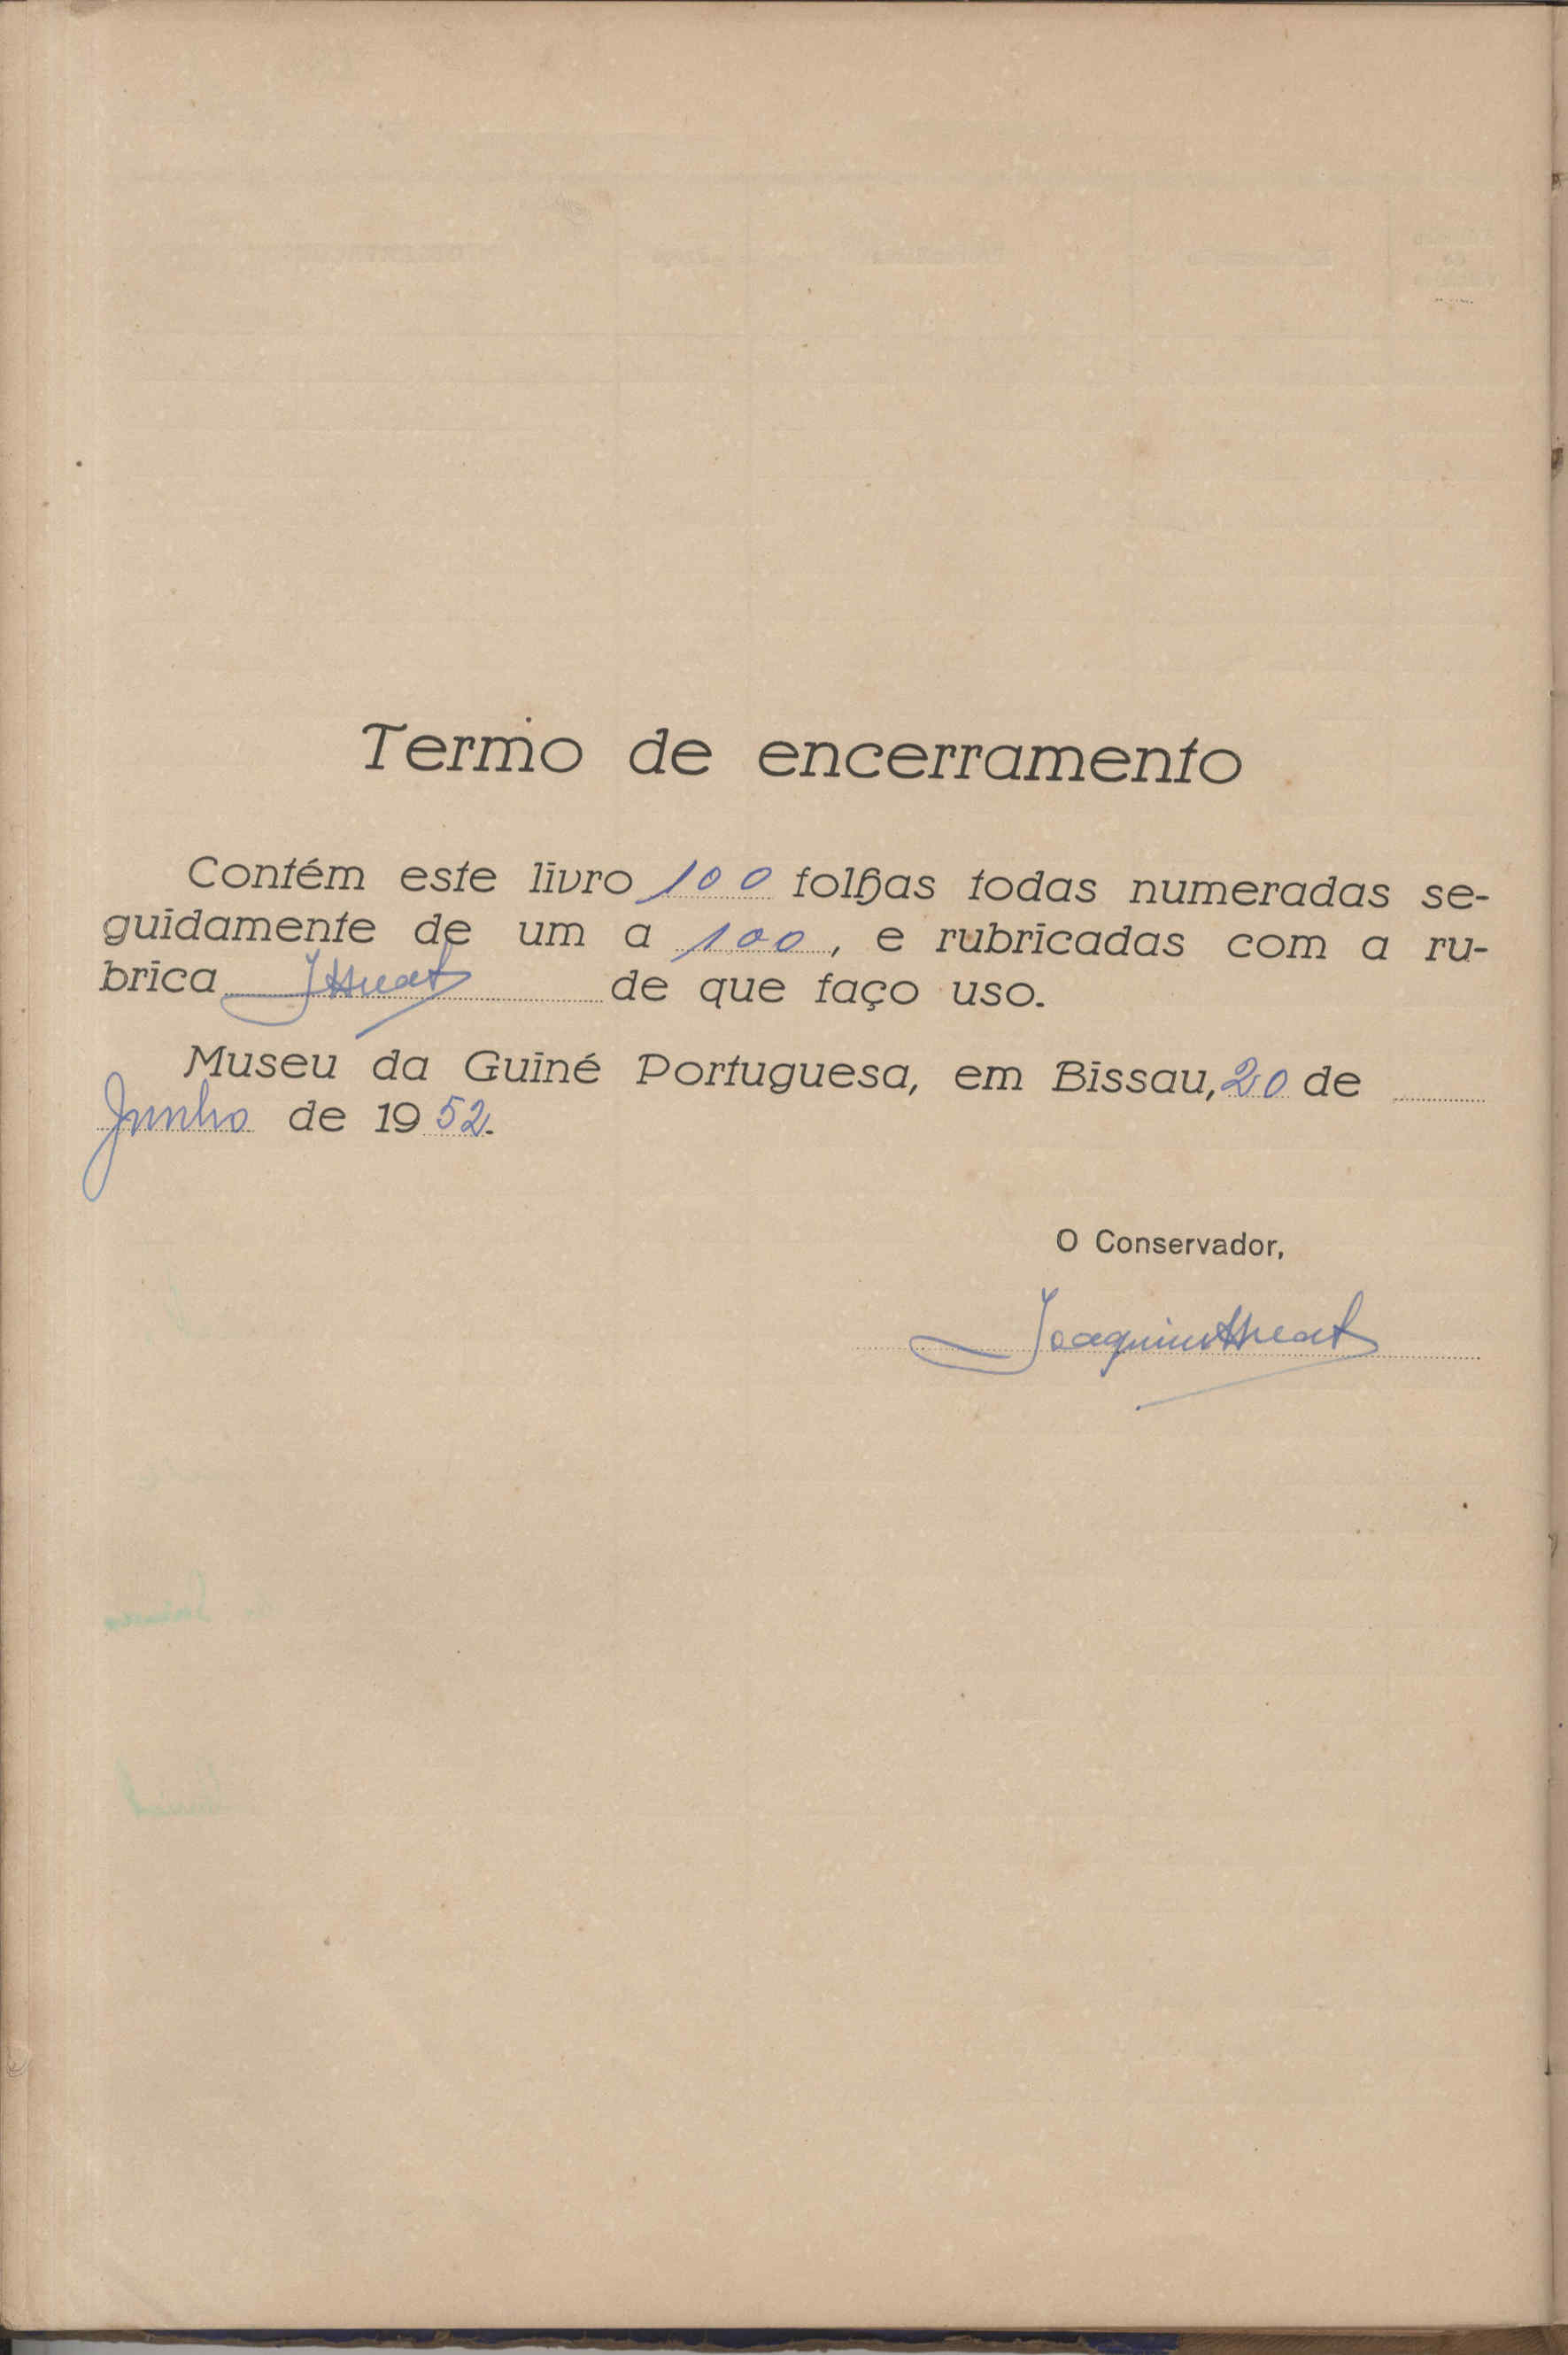 Termo de encerramento
Contém este livro 100 folhas todas numeradas se-
guidamente de um a 100, e rubricadas com a ru-
brica de que faço uso.
Museu da Guiné Portuguesa, em Bissau, 20 de
Junho de 1952.
O Conservador,
Joaquim